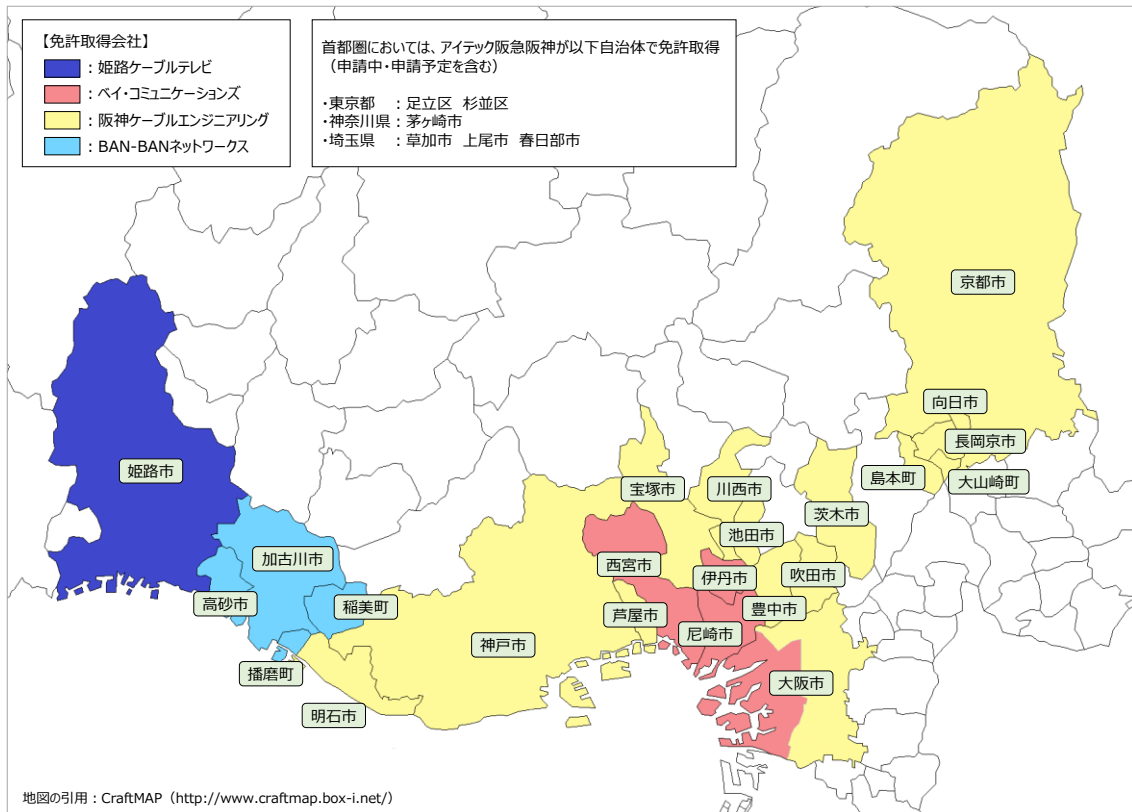 【免許取得会社】
：姫路ケーブルテレビ
：ベイ・コミュニケーションズ
：阪神ケーブルエンジニアリング
：BAN-BANネットワークス
首都圏においては、アイテック阪急阪神が以下自治体で免許取得
（申請中・申請予定を含む）
・東京都　：足立区　杉並区
・神奈川県：茅ヶ崎市
・埼玉県　：草加市　上尾市　春日部市
京都市
向日市
長岡京市
島本町
大山崎町
姫路市
宝塚市
川西市
茨木市
池田市
加古川市
西宮市
伊丹市
吹田市
高砂市
稲美町
芦屋市
豊中市
神戸市
尼崎市
播磨町
大阪市
明石市
地図の引用：CraftMAP（http://www.craftmap.box-i.net/）